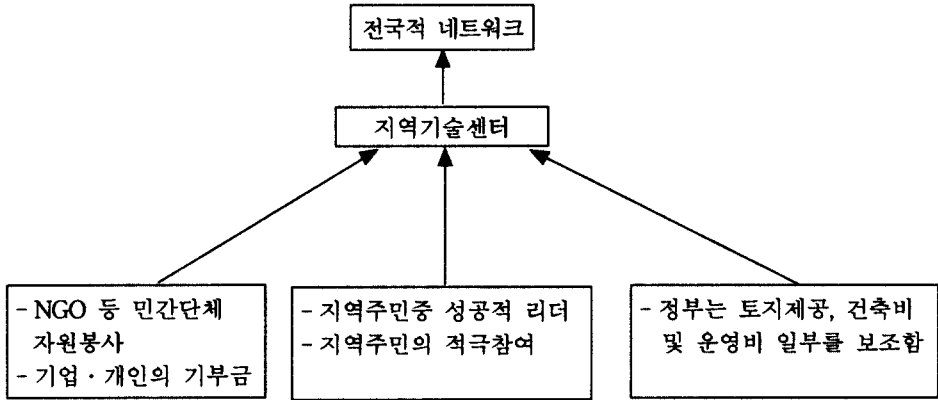 전국적 네트워크
지역기술센터
- NGO 등 민간단체
자원봉사
- 기업 · 개인의 기부금
- 지역주민중 성공적 리더
- 지역주민의 적극참여
- 정부는 토지제공, 건축비
및 운영비 일부를 보조함